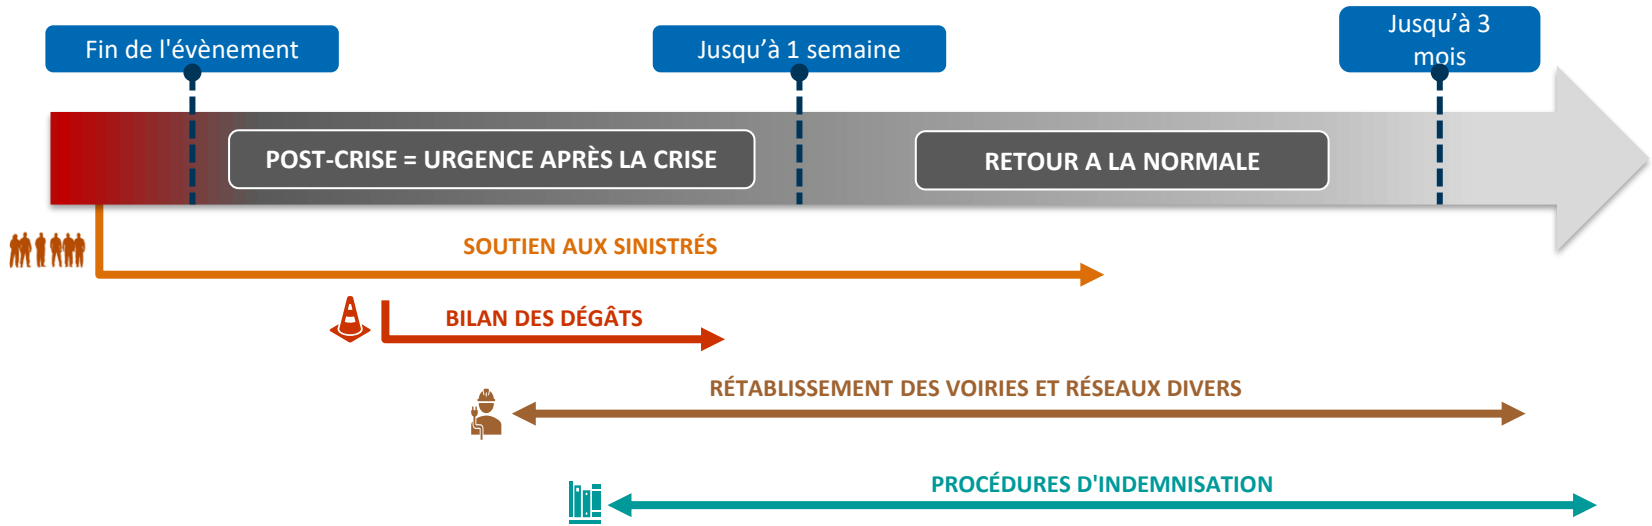 Fin de l'évènement
Jusqu’à 1 semaine
Jusqu’à 3
mois
POST-CRISE = URGENCE APRÈS LA CRISE
RETOUR A LA NORMALE
SOUTIEN AUX SINISTRÉS
BILAN DES DÉGÂTS
RÉTABLISSEMENT DES VOIRIES ET RÉSEAUX DIVERS
PROCÉDURES D'INDEMNISATION